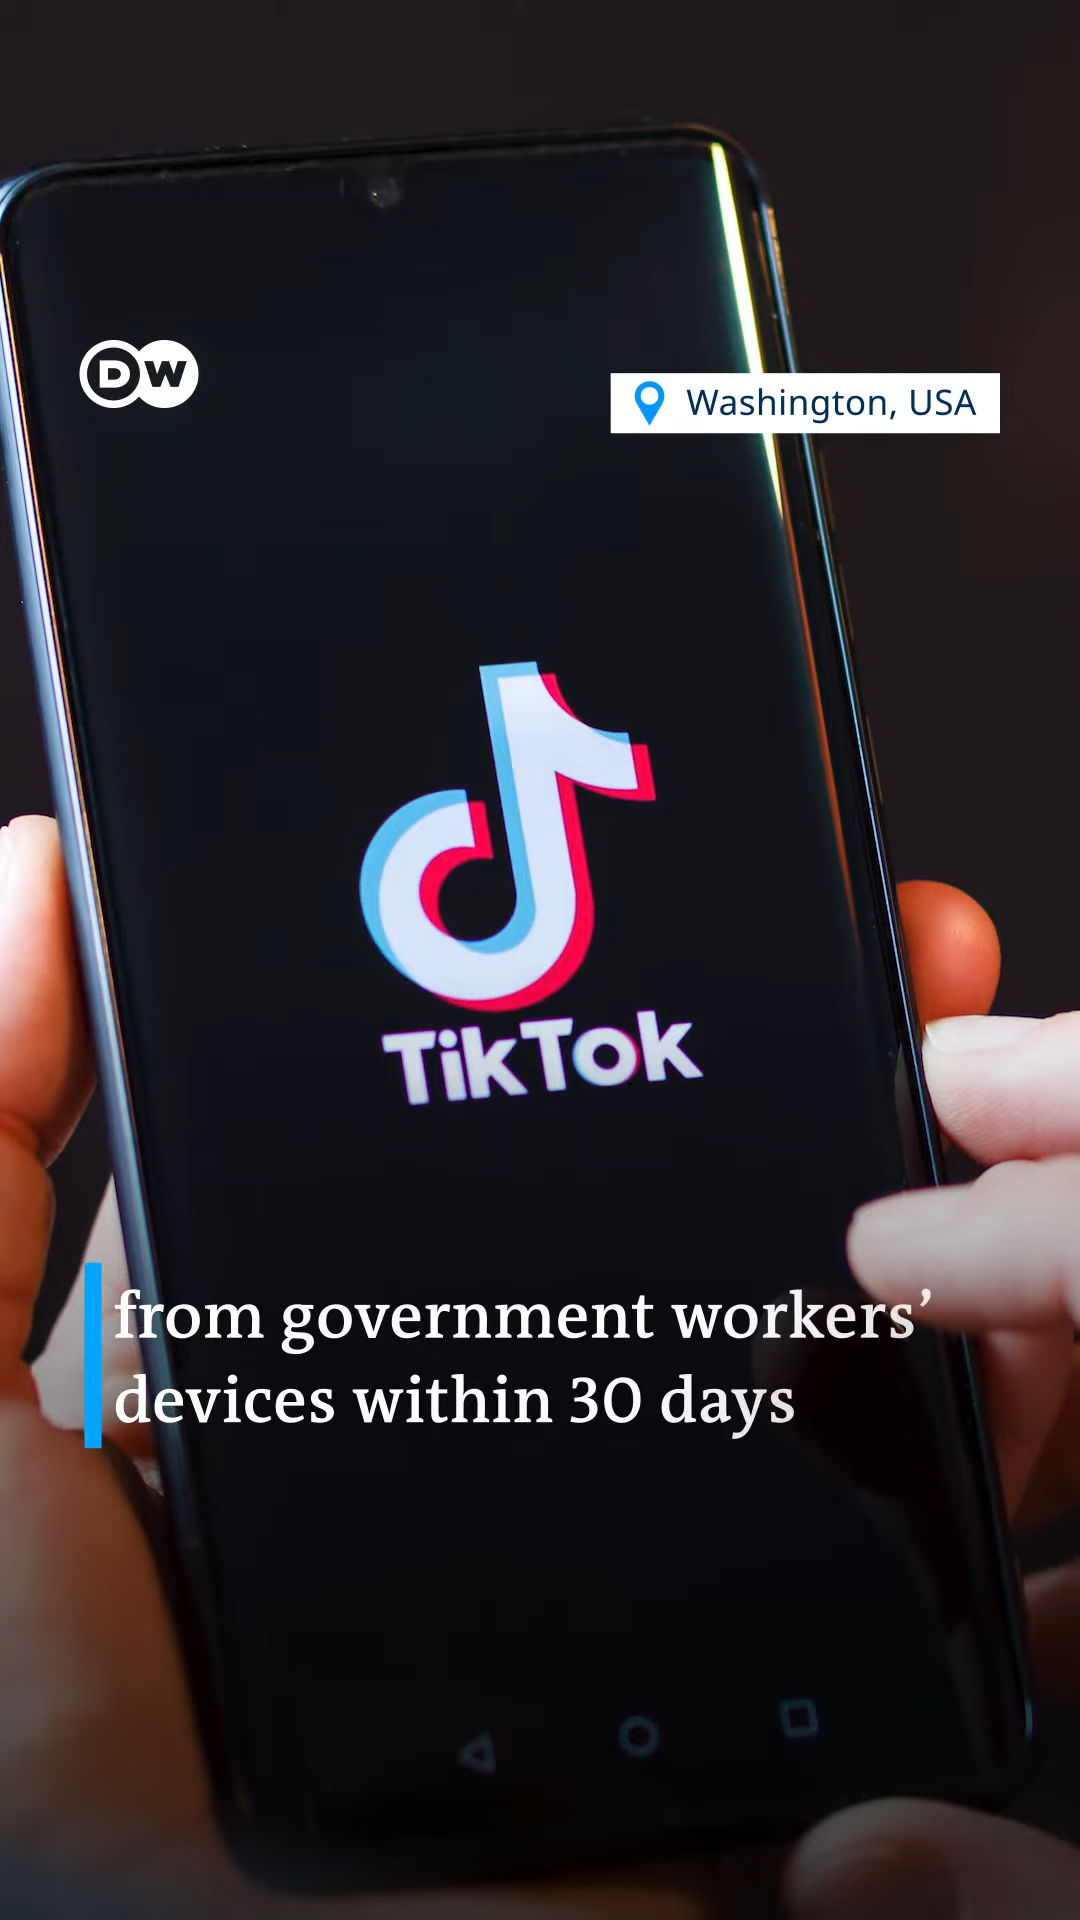 DW
Washington, USA
TikTok
from government workers’
devices within 30 days